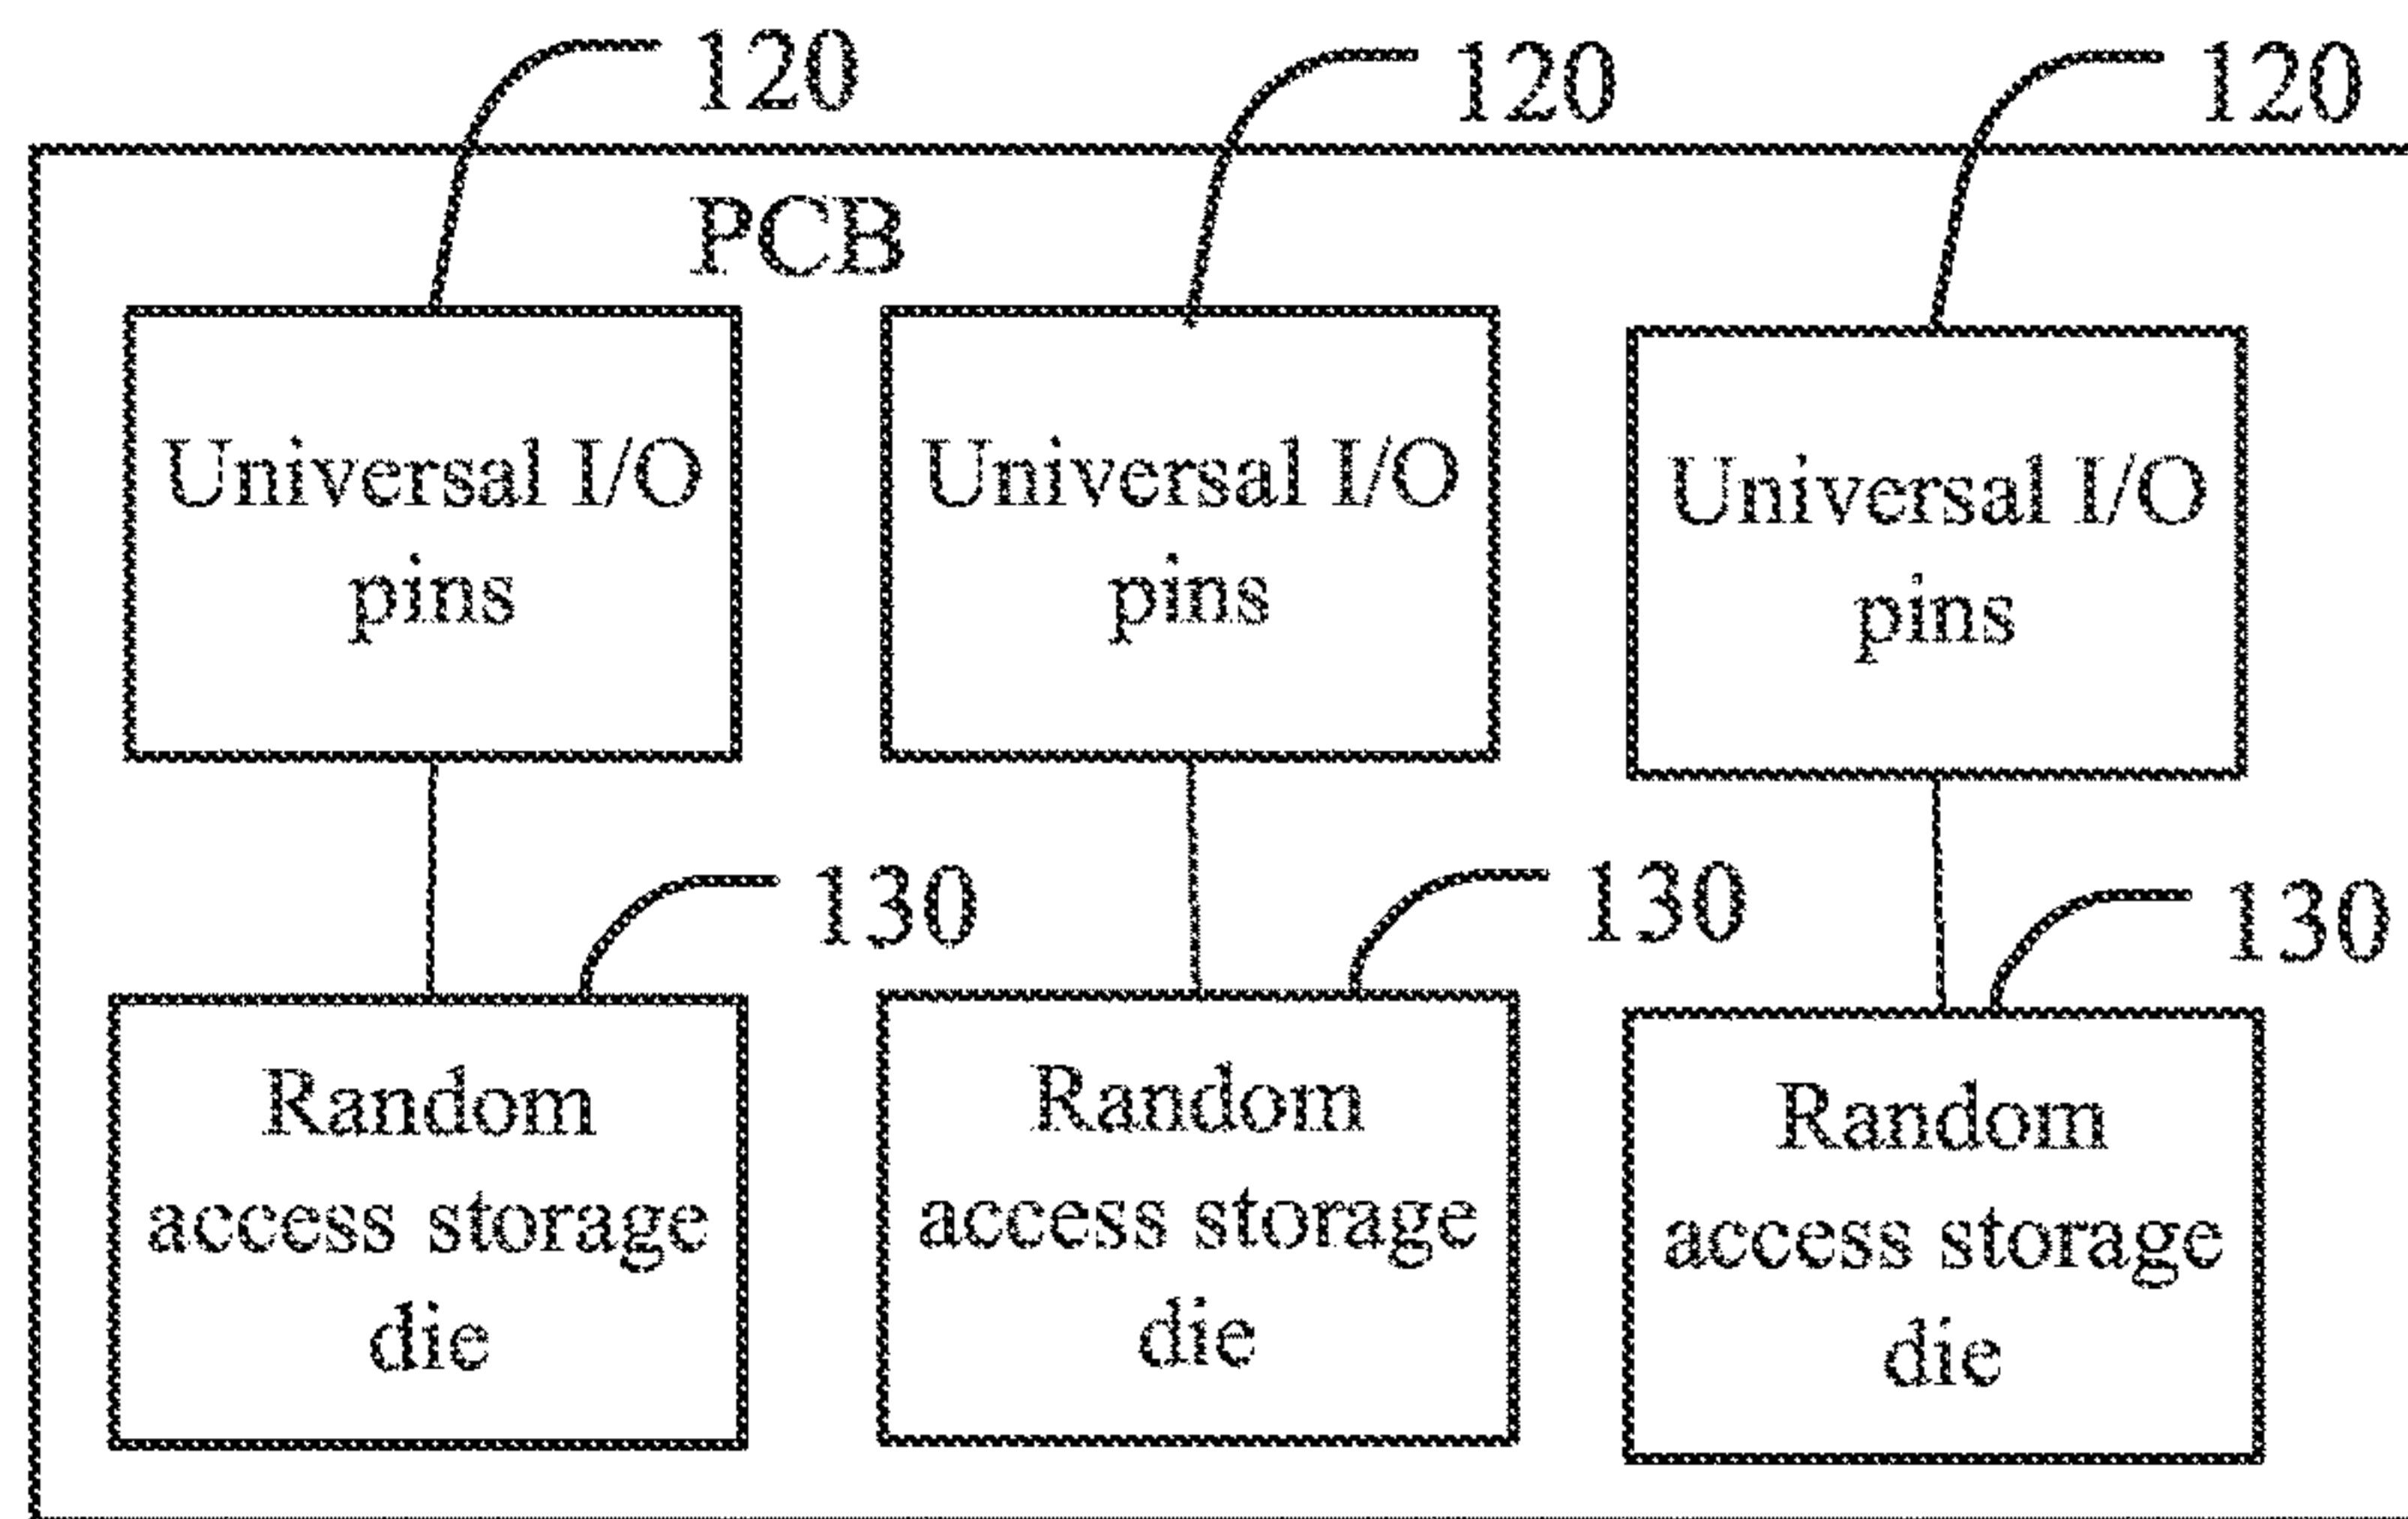 120 120 120
PCB
Universal I/O Universal I/O Universal I/O
pins pins pins
130 130 130
Random Random Random
access storage access storage access storage
die die die